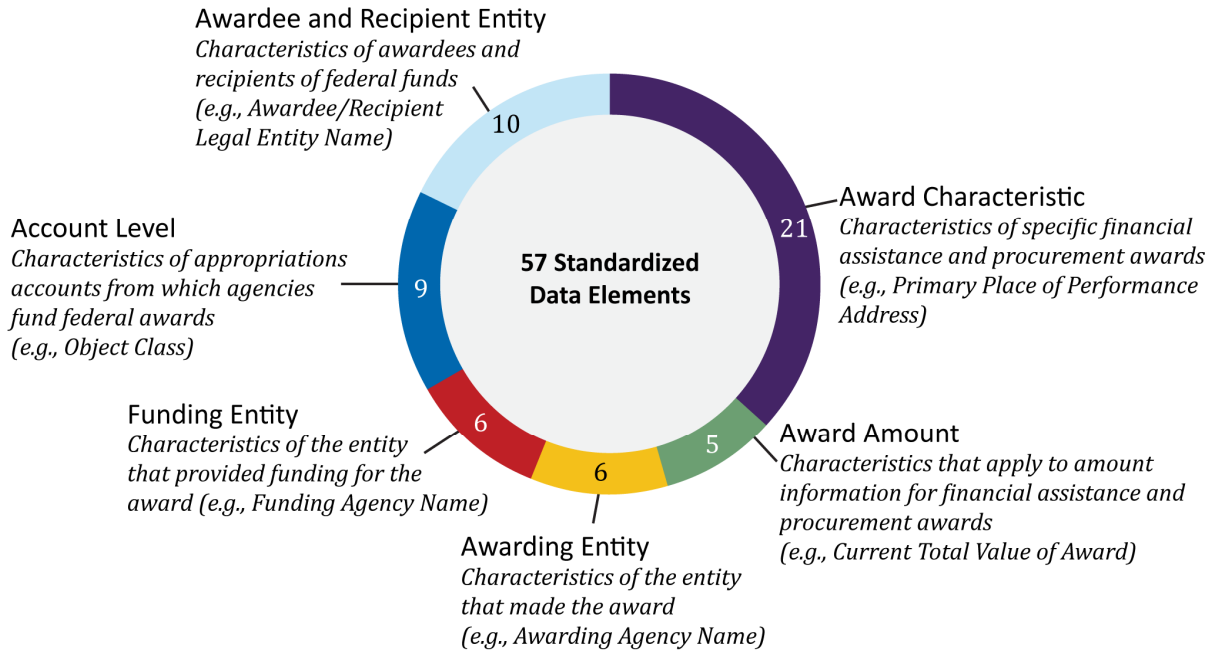 Awardee and Recipient Entity
Characteristics of awardees and
recipients of federal funds
(e.g., Awardee/Recipient
Legal Entity Name)
10
Account Level
Characteristics of appropriations
accounts from which agencies
fund federal awards
(e.g., Object Class)
9
Funding Entity
Characteristics of the entity
that provided funding for the
award (e.g., Funding Agency Name)
6
57 Standardized
Data Elements
Award Characteristic
Characteristics of specific financial
assistance and procurement awards
(e.g., Primary Place of Performance
Address)
21
Award Amount
Characteristics that apply to amount
information for financial assistance and
procurement awards
(e.g., Current Total Value of Award)
5
6
Awarding Entity
Characteristics of the entity
that made the award
(e.g., Awarding Agency Name)